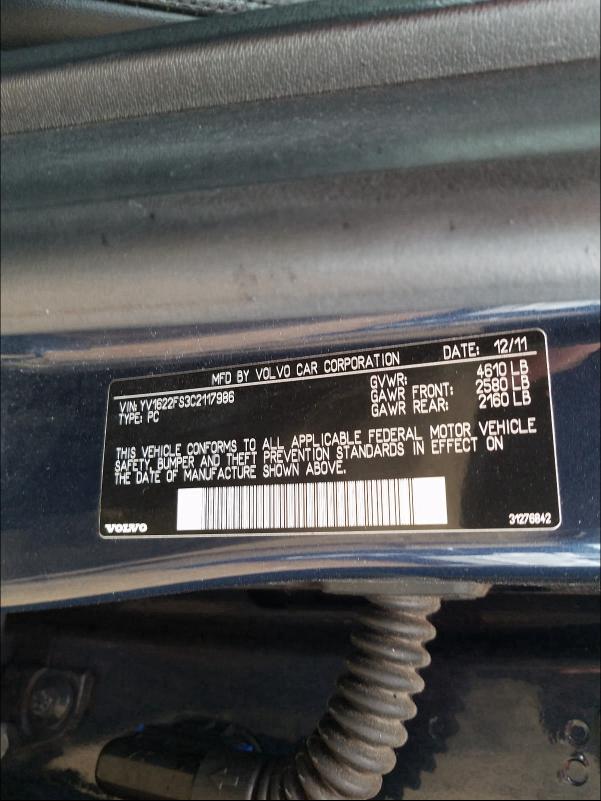 MFD BY VOLVO CAR CORPORATION DATE: 12/11
VIN: YV1622FS3C2117986 GVWR: 4610 LB
TYPE: PC GAWR FRONT: 2580 LB
GAWR REAR: 2160 LB
THIS VEHICLE CONFORMS TO ALL APPLICABLE FEDERAL MOTOR VEHICLE
SAFETY, BUMPER AND THEFT PREVENTION STANDARDS IN EFFECT ON
THE DATE OF MANUFACTURE SHOWN ABOVE.
VOLVO 31276842